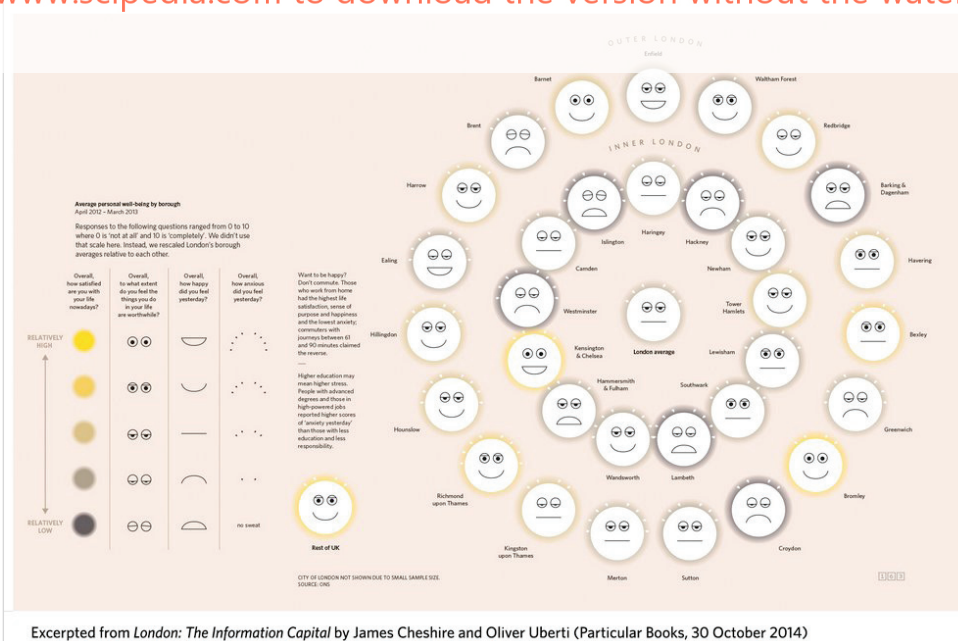 www.scipedia.com to download the version without the water
OUTER LONDON
Enfield
Barnet
Waltham Forest
Brent
Redbridge
INNER LONDON
Harrow
Barking &
Dagenham
Average personal well-being by borough
April 2012 – March 2013
Responses to the following questions ranged from 0 to 10
where 0 is 'not at all' and 10 is 'completely'. We didn't use
that scale here. Instead, we rescaled London's borough
averages relative to each other.
Islington
Haringey
Hackney
Ealing
Camden
Newham
Havering
Overall,
how satisfied
are you with
your life
nowadays?
Overall,
to what extent
do you feel the
things you do
in your life
are worthwhile?
Overall,
how happy
did you feel
yesterday?
Overall,
how anxious
did you feel
yesterday?
Want to be happy?
Don't commute. Those
who work from home
had the highest life
satisfaction, sense of
purpose and happiness
and the lowest anxiety;
commuters with
journeys between 61
and 90 minutes claimed
the reverse.
Higher education may
mean higher stress.
People with advanced
degrees and those in
high-powered jobs
reported higher scores
of 'anxiety yesterday'
than those with less
education and less
responsibility.
Westminster
Tower
Hamlets
Hillingdon
Kensington
& Chelsea
London average
Lewisham
Bexley
RELATIVELY
HIGH
Hammersmith
& Fulham
Southwark
Hounslow
Greenwich
Wandsworth
Lambeth
Richmond
upon Thames
Bromley
RELATIVELY
LOW
no sweat
Rest of UK
Kingston
upon Thames
Croydon
Merton
Sutton
CITY OF LONDON NOT SHOWN DUE TO SMALL SAMPLE SIZE.
SOURCE: ONS
Excerpted from London: The Information Capital by James Cheshire and Oliver Uberti (Particular Books, 30 October 2014)